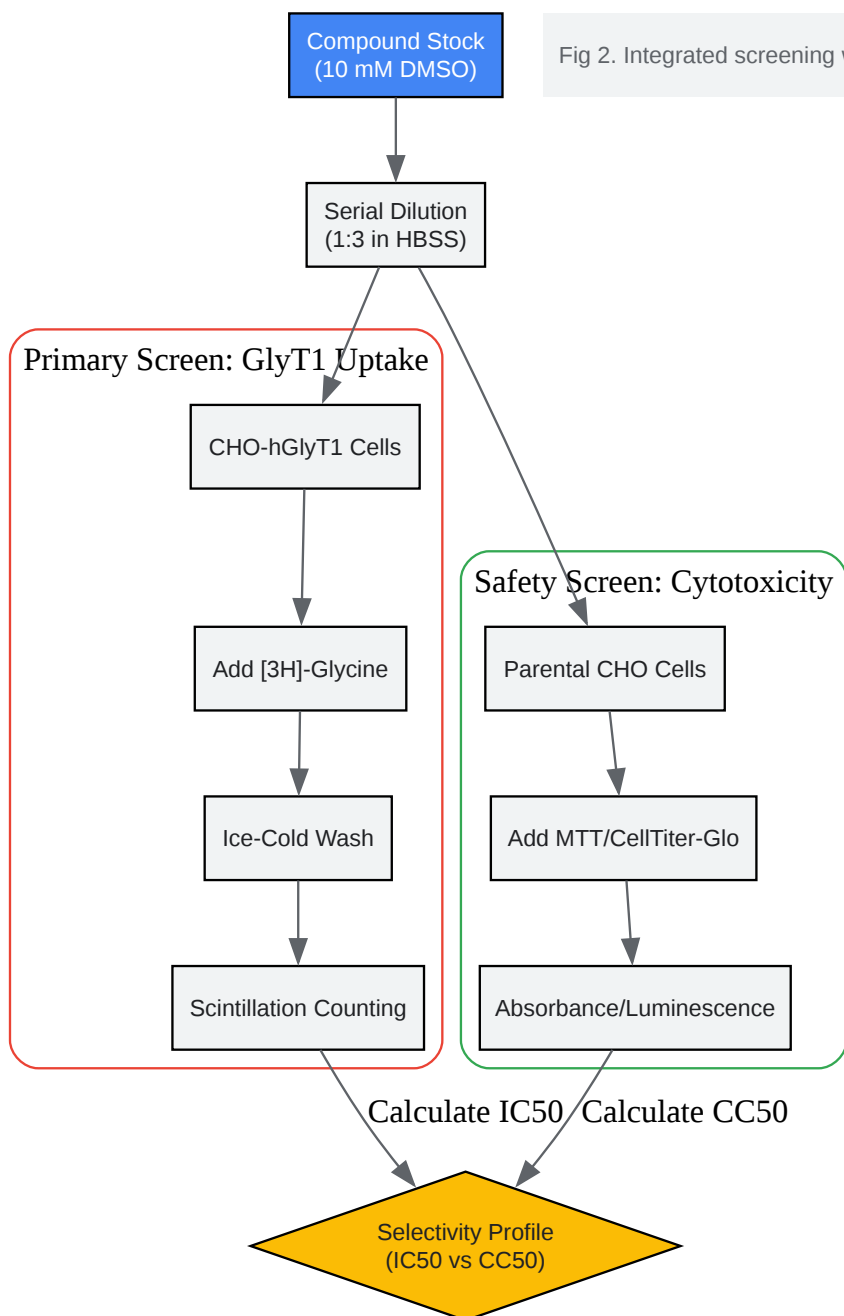 Compound Stock
(10 mM DMSO)
Fig 2. Integrated screening
Serial Dilution
(1:3 in HBSS)
Primary Screen: GlyT1 Uptake
CHO-hGlyT1 Cells
Add [3H]-Glycine
Ice-Cold Wash
Scintillation Counting
Safety Screen: Cytotoxicity
Parental CHO Cells
Add MTT/CellTiter-Glo
Absorbance/Luminescence
Calculate IC50
Calculate CC50
Selectivity Profile
(IC50 vs CC50)